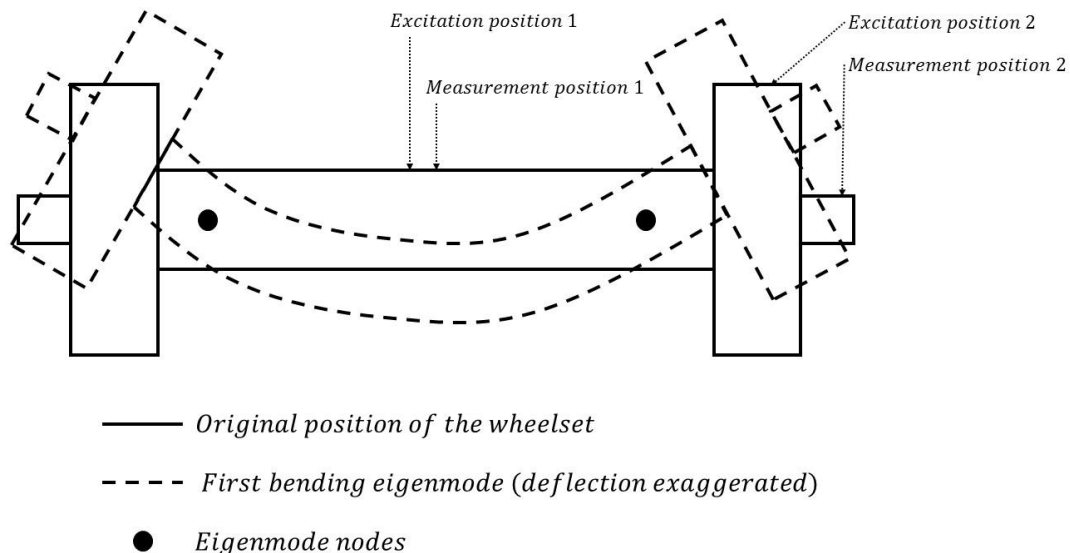 Excitation position 1
Excitation position 2
Measurement position 2
Measurement position 1
Original position of the wheelset
First bending eigenmode (deflection exaggerated)
Eigenmode nodes